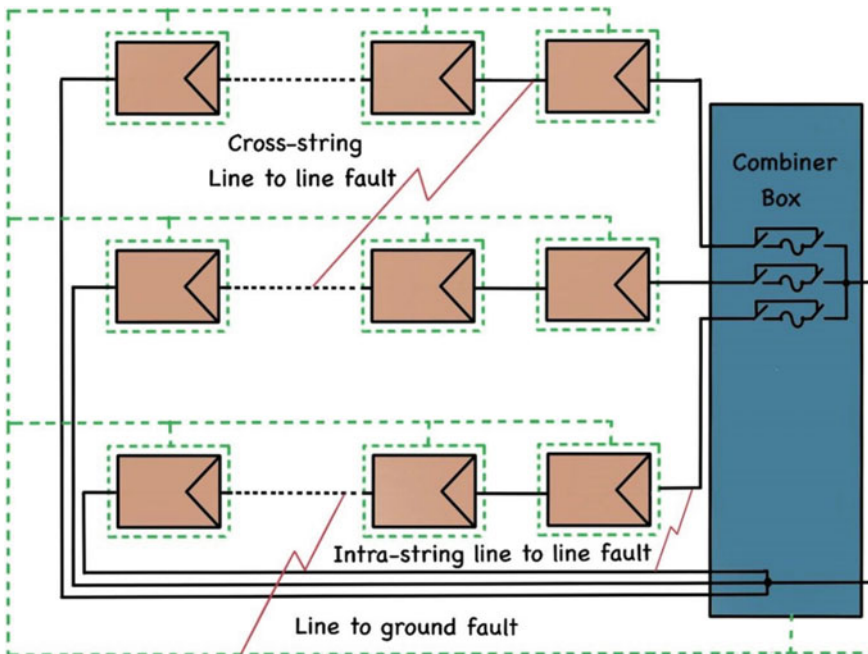 Cross-string
Line to line fault
Combiner
Box
Intra-string line to line fault
Line to ground fault